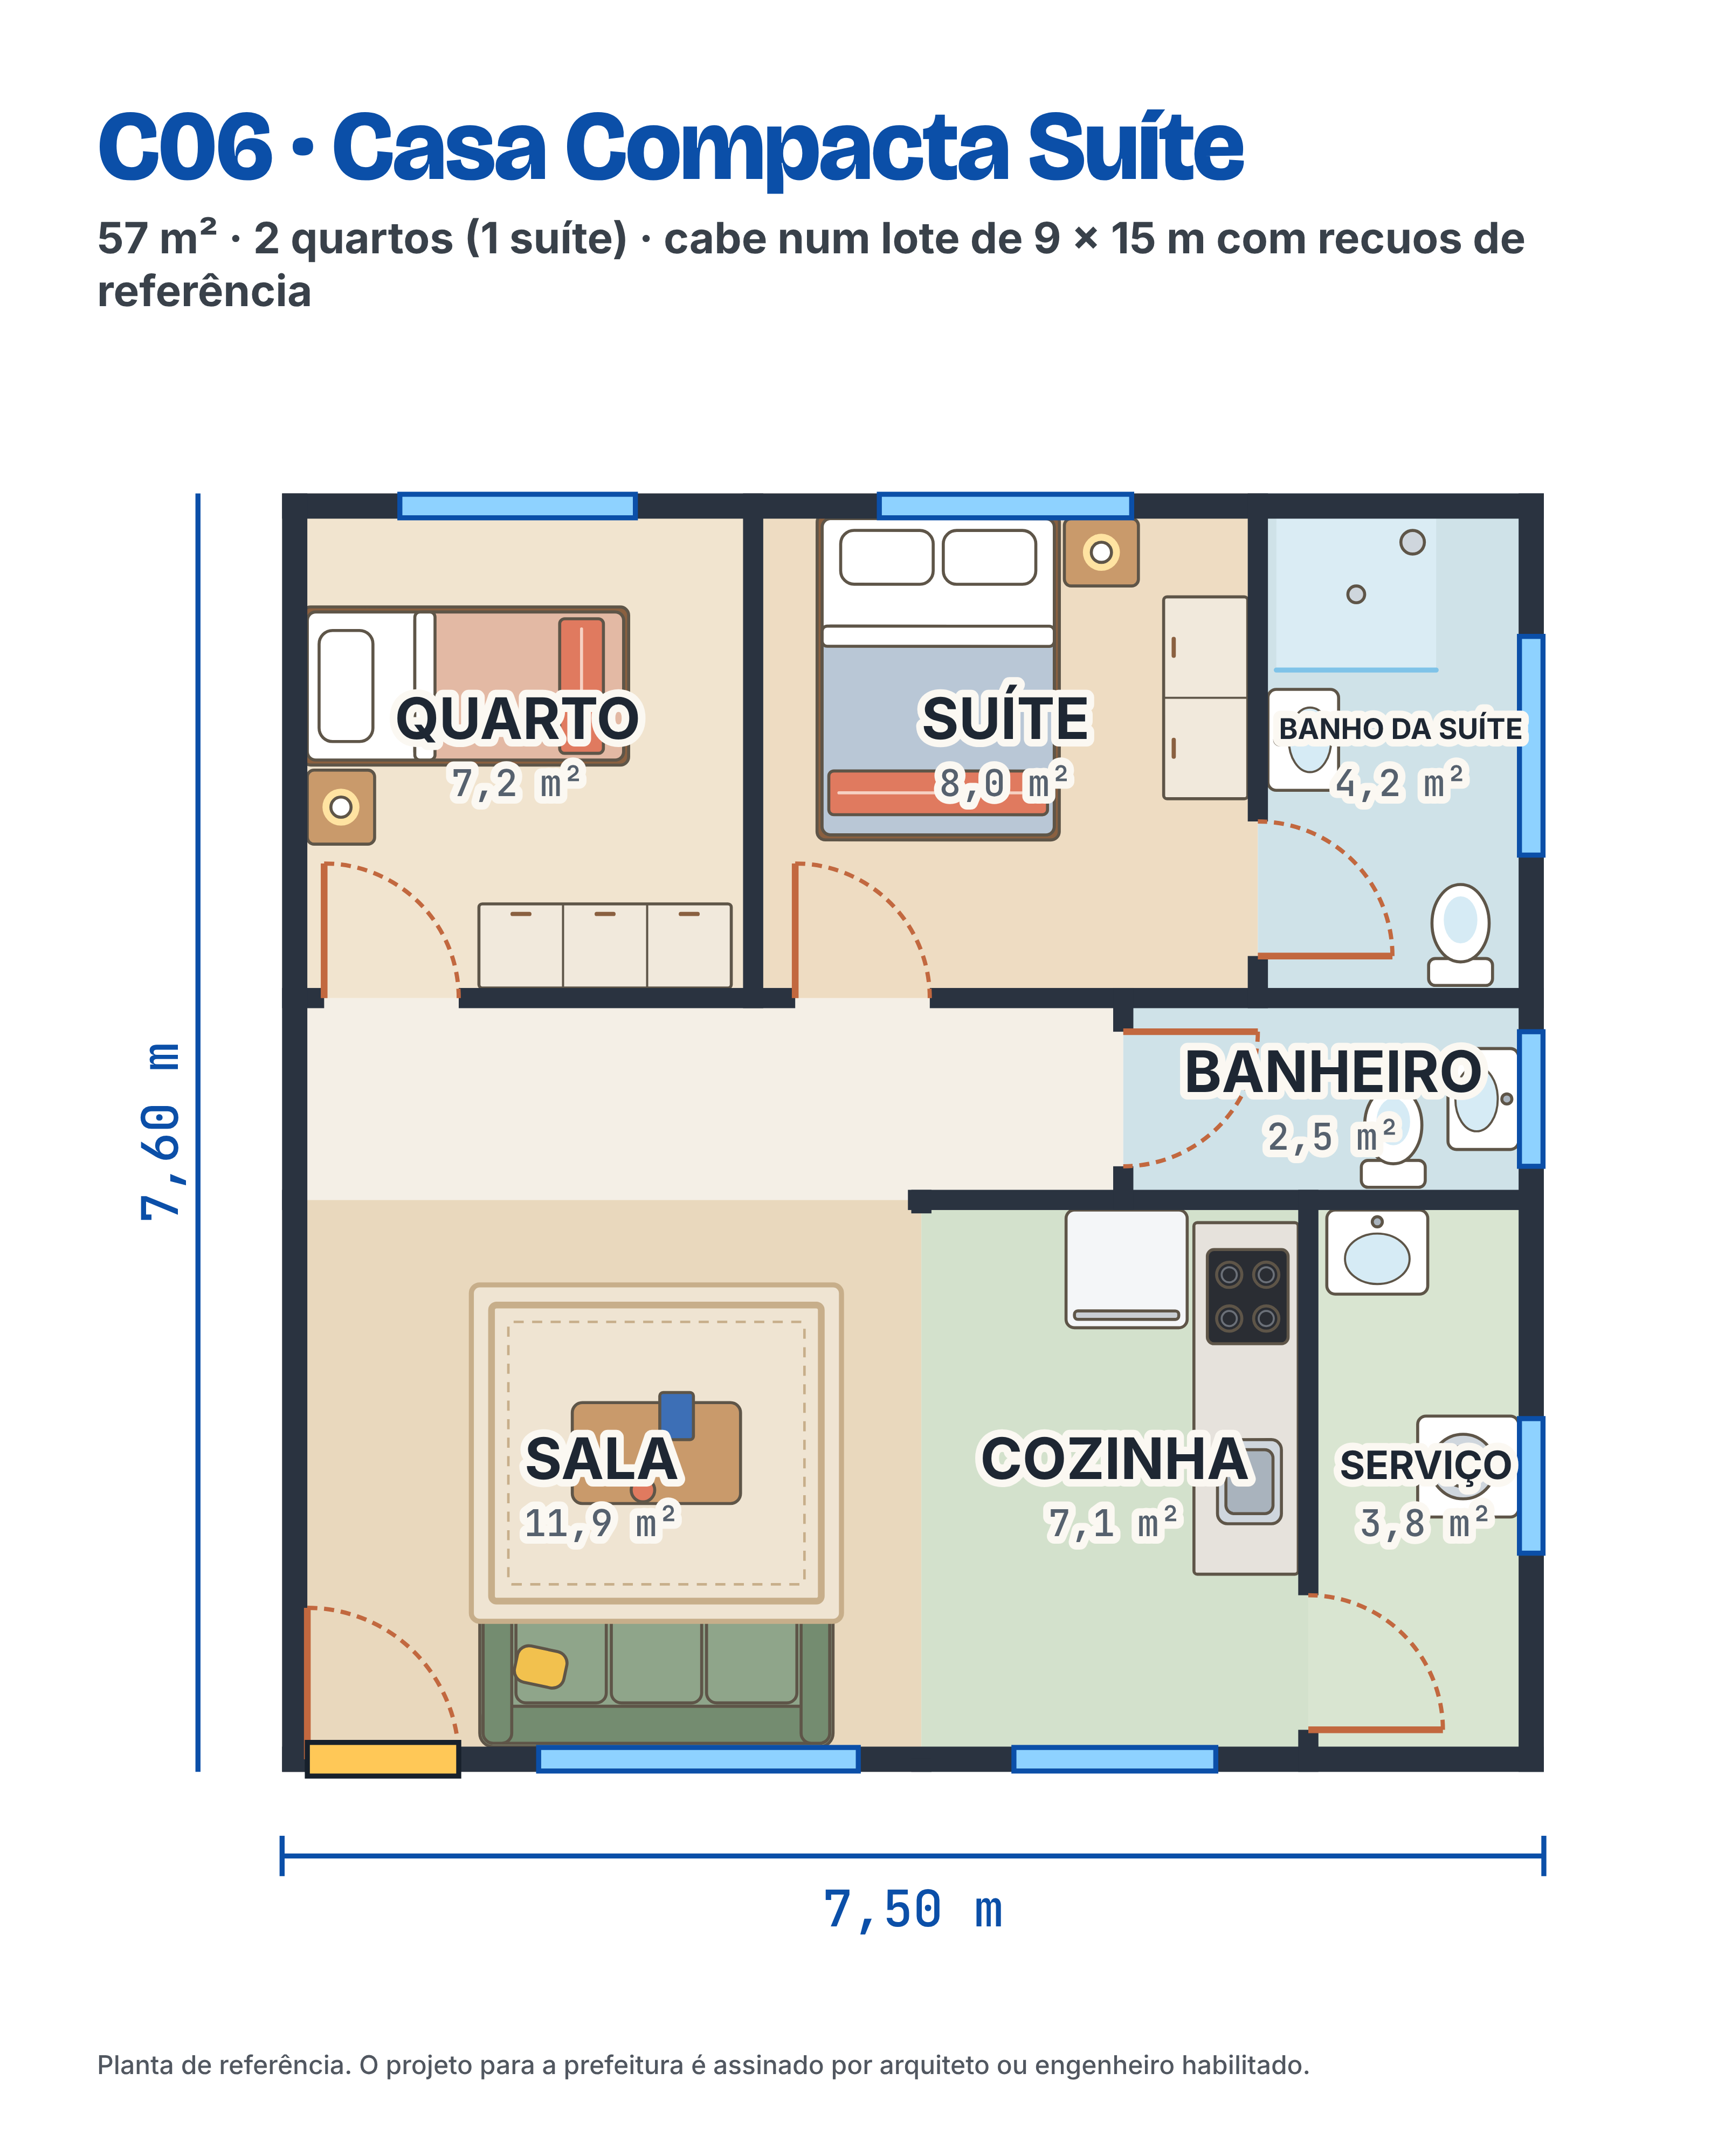 C06 · Casa Compacta Suíte
57 m² · 2 quartos (1 suíte) · cabe num lote de 9 × 15 m com recuos de
referência
QUARTO
7,2 m²
SUÍTE
8,0 m²
BANHO DA SUÍTE
4,2 m²
7,60 m
BANHEIRO
2,5 m²
SALA
11,9 m²
COZINHA
7,1 m²
SERVIÇO
3,8 m²
7,50 m
Planta de referência. O projeto para a prefeitura é assinado por arquiteto ou engenheiro habilitado.